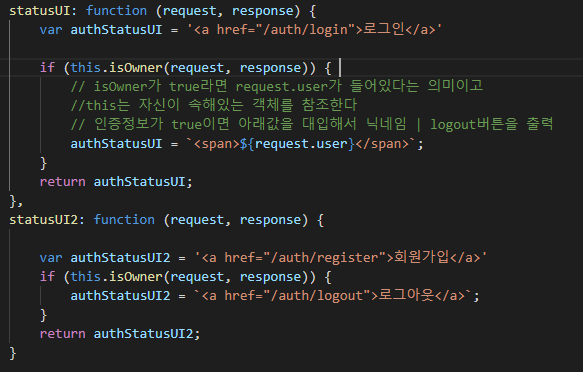 statusUI: function (request, response) {
    var authStatusUI = '<a href="/auth/login">로그인</a>'
    if (this.isOwner(request, response)) {
        // isOwner가 true라면 request.user가 들어있다는 의미이고
        //this는 자신이 속해있는 객체를 참조한다
        // 인증정보가 true이면 아래값을 대입해서 닉네임 | logout버튼을 출력
        authStatusUI = `<span>${request.user}</span>`;
    }
    return authStatusUI;
},
statusUI2: function (request, response) {
    var authStatusUI2 = '<a href="/auth/register">회원가입</a>'
    if (this.isOwner(request, response)) {
        authStatusUI2 = `<a href="/auth/logout">로그아웃</a>`;
    }
    return authStatusUI2;
}